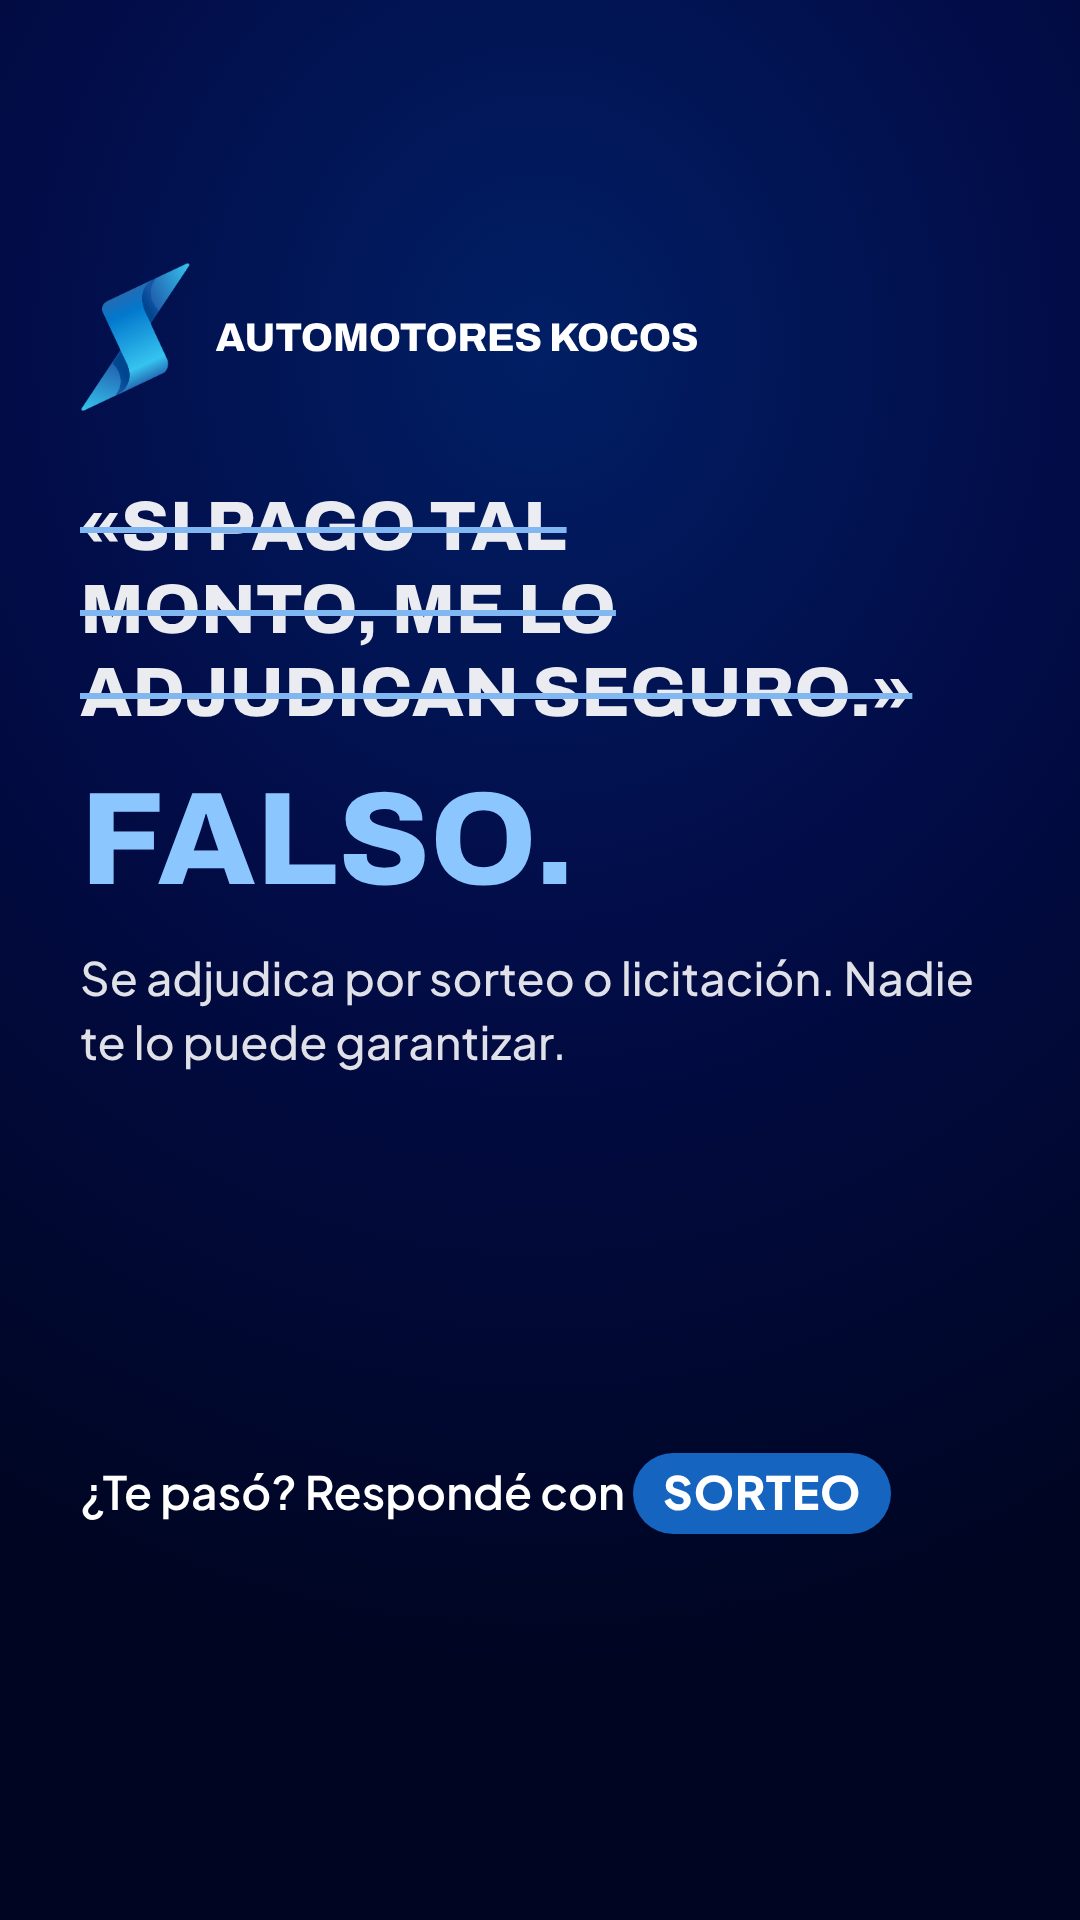 AUTOMOTORES KOCOS
«SI PAGO TAL
MONTO, ME LO
ADJUDICAN SEGURO.»
FALSO.
Se adjudica por sorteo o licitación. Nadie
te lo puede garantizar.
¿Te pasó? Respondé con SORTEO